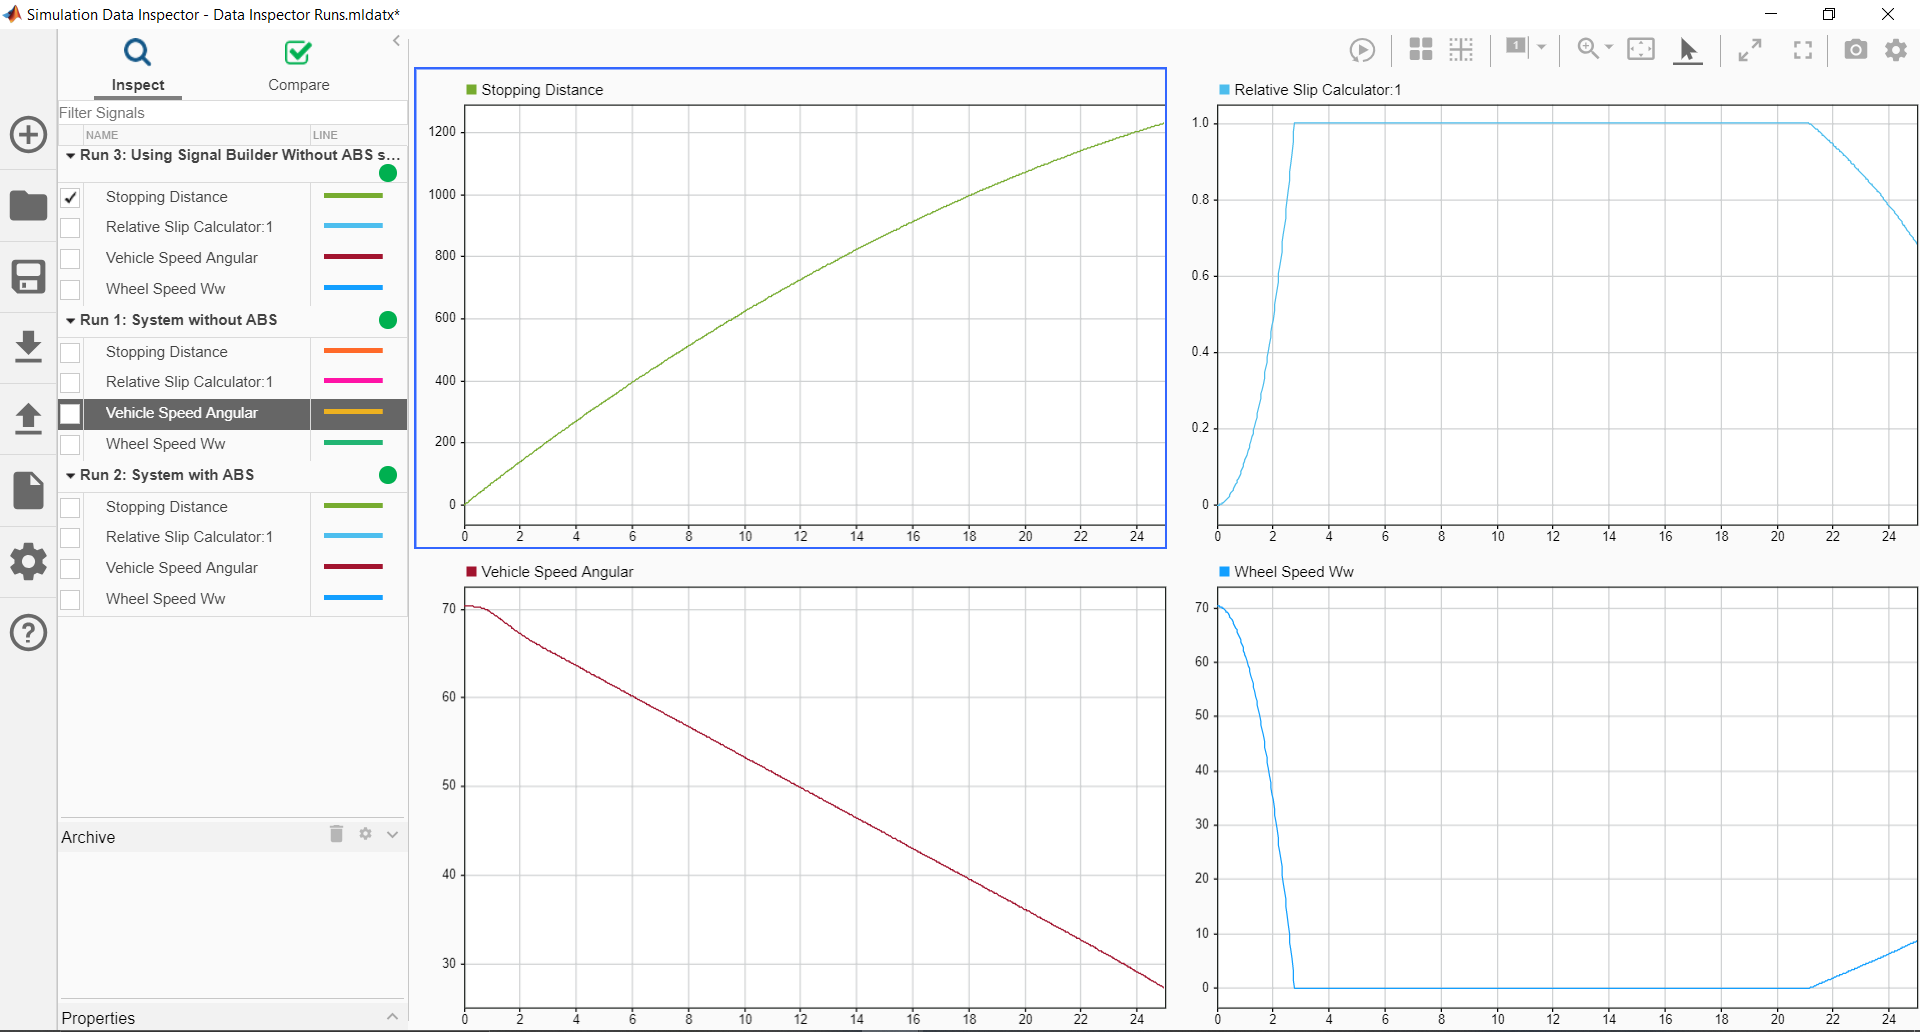 Simulation Data Inspector - Data Inspector Runs.mldatx*
Inspect
Compare
Filter Signals
NAME LINE
Run 3: Using Signal Builder Without ABS s...
Stopping Distance
Relative Slip Calculator:1
Vehicle Speed Angular
Wheel Speed Ww
Run 1: System without ABS
Stopping Distance
Relative Slip Calculator:1
Vehicle Speed Angular
Wheel Speed Ww
Run 2: System with ABS
Stopping Distance
Relative Slip Calculator:1
Vehicle Speed Angular
Wheel Speed Ww
Archive
Properties
1
Stopping Distance
1200
1000
800
600
400
200
0
0 2 4 6 8 10 12 14 16 18 20 22 24
Relative Slip Calculator:1
1.0
0.8
0.6
0.4
0.2
0
0 2 4 6 8 10 12 14 16 18 20 22 24
Vehicle Speed Angular
70
60
50
40
30
0 2 4 6 8 10 12 14 16 18 20 22 24
Wheel Speed Ww
70
60
50
40
30
20
10
0
0 2 4 6 8 10 12 14 16 18 20 22 24